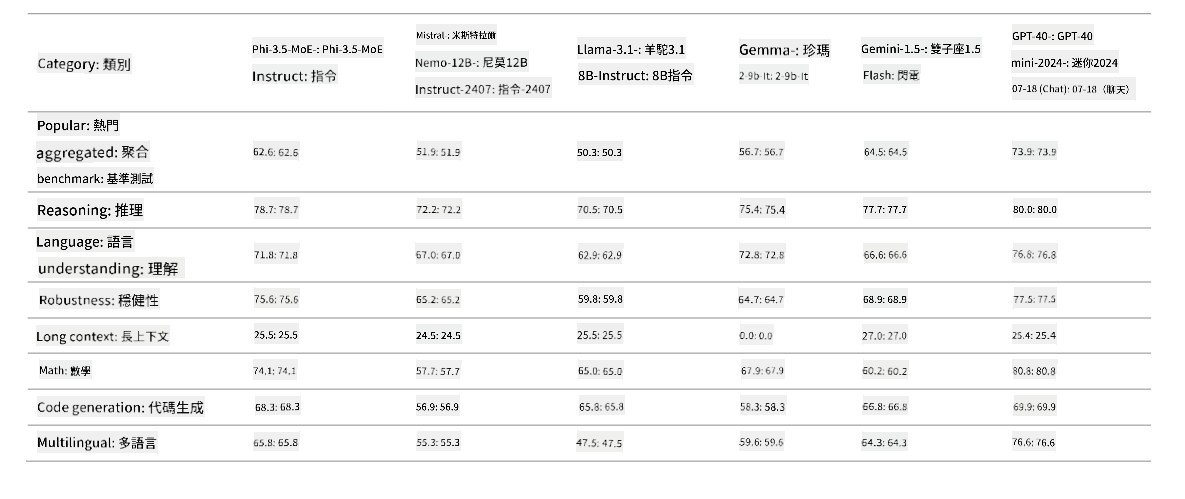 Category: 類別
Phi-3.5-MoE-: Phi-3.5-MoE
Instruct: 指令
Mistral-: 米斯特拉爾
Nemo-12B-: 尼莫12B
Instruct-2407: 指令-2407
Llama-3.1-: 羊駝3.1
8B-Instruct: 8B指令
Gemma-: 珍瑪
2-9b-It: 2-9b-It
Gemini-1.5-: 雙子座1.5
Flash: 閃電
GPT-4O-: GPT-4O
mini-2024-: 迷你2024
07-18 (Chat): 07-18（聊天）
Popular: 熱門
aggregated: 聚合
benchmark: 基準測試
62.6: 62.6
51.9: 51.9
50.3: 50.3
56.7: 56.7
64.5: 64.5
73.9: 73.9
Reasoning: 推理
78.7: 78.7
72.2: 72.2
70.5: 70.5
75.4: 75.4
77.7: 77.7
80.0: 80.0
Language: 語言
understanding: 理解
71.8: 71.8
67.0: 67.0
62.9: 62.9
72.8: 72.8
66.6: 66.6
76.8: 76.8
Robustness: 穩健性
75.6: 75.6
65.2: 65.2
59.8: 59.8
64.7: 64.7
68.9: 68.9
77.5: 77.5
Long context: 長上下文
25.5: 25.5
24.5: 24.5
25.5: 25.5
0.0: 0.0
27.0: 27.0
25.4: 25.4
Math: 數學
74.1: 74.1
57.7: 57.7
65.0: 65.0
67.9: 67.9
60.2: 60.2
80.8: 80.8
Code generation: 代碼生成
68.3: 68.3
56.9: 56.9
65.8: 65.8
58.3: 58.3
66.8: 66.8
69.9: 69.9
Multilingual: 多語言
65.8: 65.8
55.3: 55.3
47.5: 47.5
59.6: 59.6
64.3: 64.3
76.6: 76.6